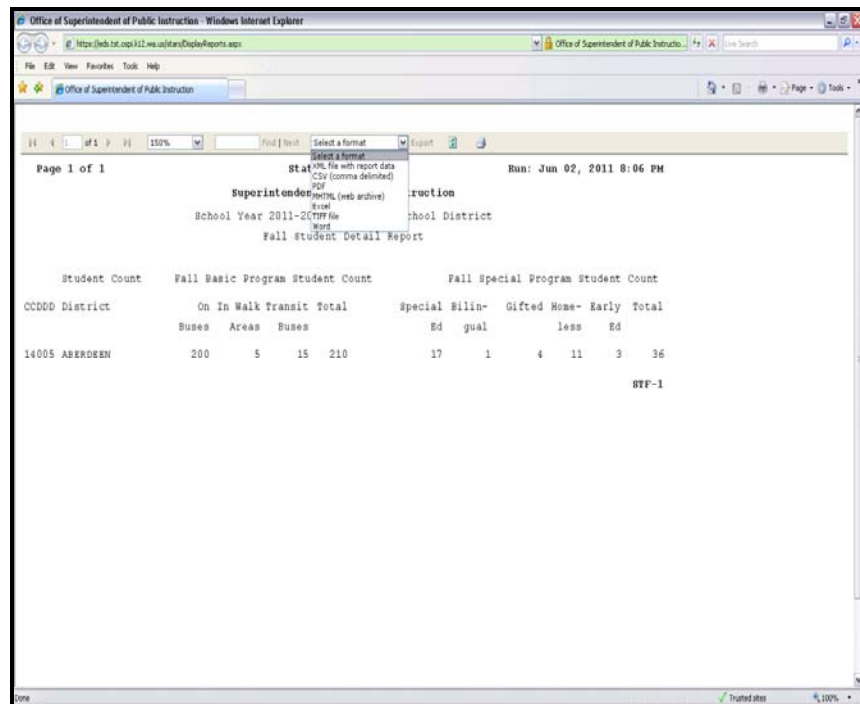 Office of Superintendent of Public Instruction - Windows Internet Explorer
https://eds.tst.ospi.k12.wa.us/stars/DisplayReports.aspx Office of Superintendent of Public Instructio... Live Search
File Edit View Favorites Tools Help
Office of Superintendent of Public Instruction Page Tools
1 of 1 150% Find | Next Select a format Export
Select a format
XML file with report data
CSV (comma delimited)
PDF
MHTML (web archive)
Excel
TIFF file
Word
Page 1 of 1 Stat Run: Jun 02, 2011 8:06 PM
Superintenden ruction
School Year 2011-20 chool District
Fall Student Detail Report
Student Count Fall Basic Program Student Count Fall Special Program Student Count
CCDDD District On In Walk Transit Total Special Bilin- Gifted Home- Early Total
Buses Areas Buses Ed gual less Ed
14005 ABERDEEN 200 5 15 210 17 1 4 11 3 36
STF-1
Done Trusted sites 100%